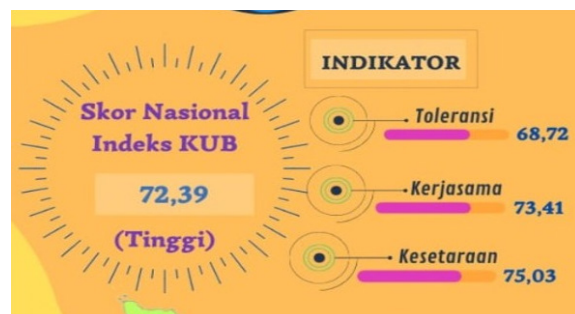 Skor Nasional
Indeks KUB
72,39
(Tinggi)
INDIKATOR
Toleransi
68,72
Kerjasama
73,41
Kesetaraan
75,03